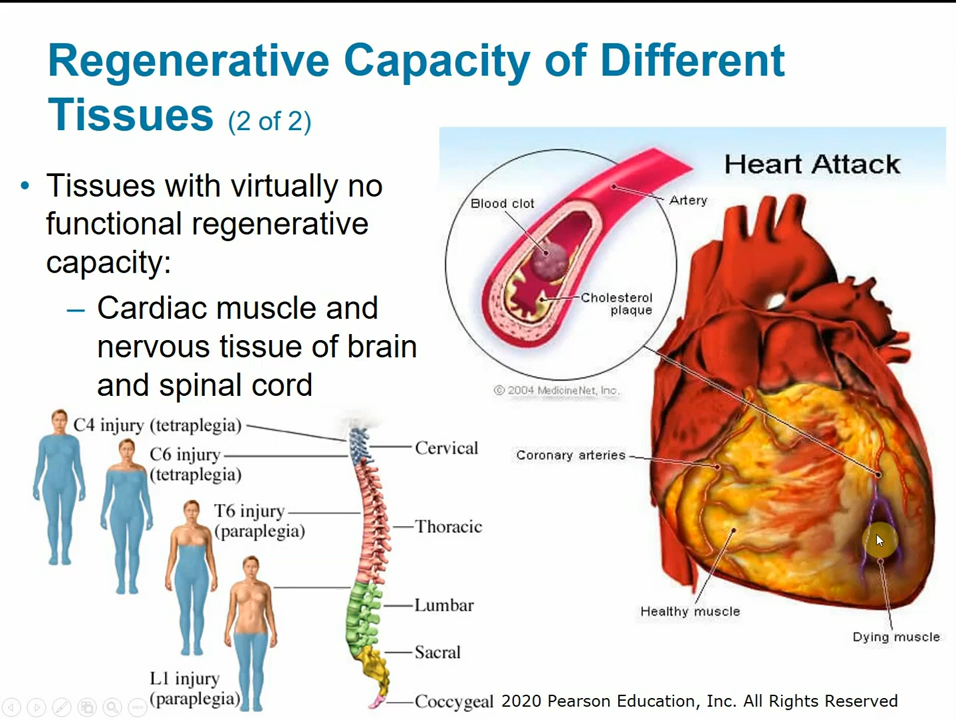 Regenerative Capacity of Different
Tissues (2 of 2)
• Tissues with virtually no
functional regenerative
capacity:
– Cardiac muscle and
nervous tissue of brain
and spinal cord
Heart Attack
Blood clot
Artery
Cholesterol
plaque
© 2004 MedicineNet, Inc.
Coronary arteries
Healthy muscle
Dying muscle
C4 injury (tetraplegia)
C6 injury
(tetraplegia)
T6 injury
(paraplegia)
L1 injury
(paraplegia)
Cervical
Thoracic
Lumbar
Sacral
Coccygeal
2020 Pearson Education, Inc. All Rights Reserved